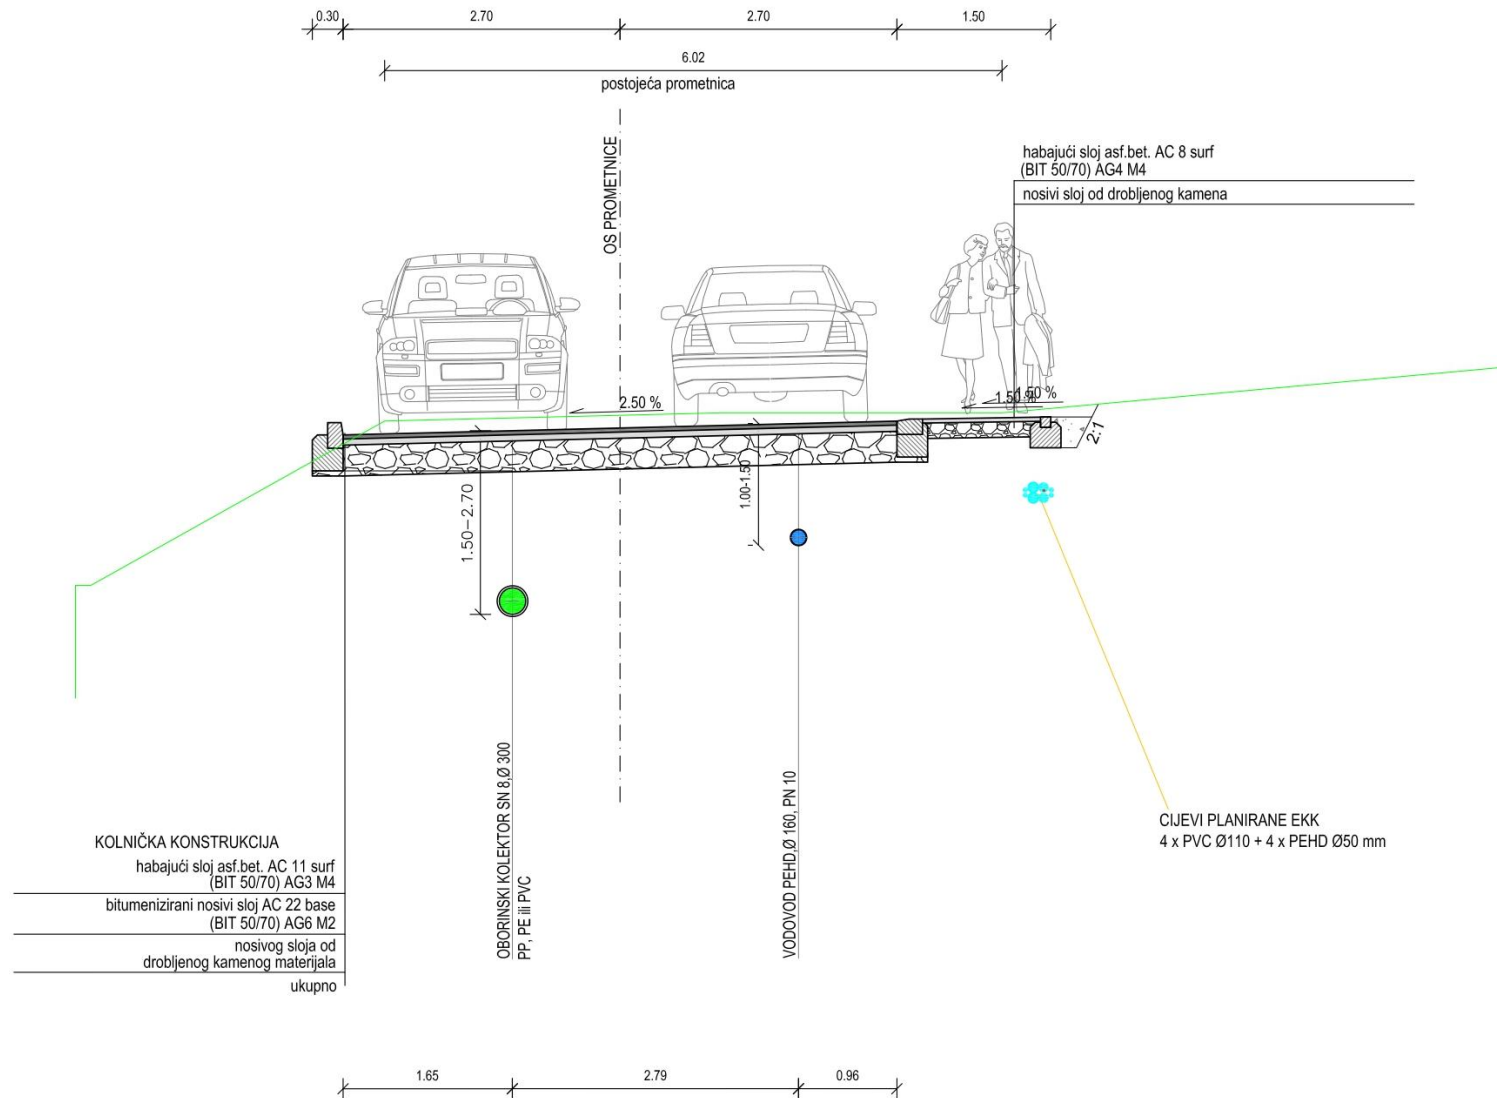 0.30
2.70
2.70
1.50
6.02
postojeća prometnica
OS PROMETNICE
habajući sloj asf.bet. AC 8 surf
(BIT 50/70) AG4 M4
nosivi sloj od drobljenog kamena
2.50 %
1.50 %
1.50 %
2:1
1.50-2.70
1.00-1.50
OBORINSKI KOLEKTOR SN 8,Ø 300
PP, PE ili PVC
VODOVOD PEHD,Ø 160, PN 10
CIJEVI PLANIRANE EKK
4 x PVC Ø110 + 4 x PEHD Ø50 mm
KOLNIČKA KONSTRUKCIJA
habajući sloj asf.bet. AC 11 surf
(BIT 50/70) AG3 M4
bitumenizirani nosivi sloj AC 22 base
(BIT 50/70) AG6 M2
nosivog sloja od
drobljenog kamenog materijala
ukupno
1.65
2.79
0.96